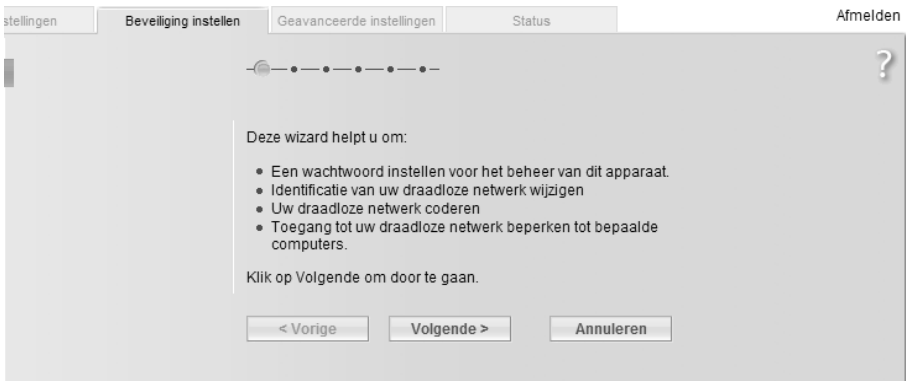 stellingen Beveiliging instellen Geavanceerde instellingen Status Afmelden
?
Deze wizard helpt u om:
• Een wachtwoord instellen voor het beheer van dit apparaat.
• Identificatie van uw draadloze netwerk wijzigen
• Uw draadloze netwerk coderen
• Toegang tot uw draadloze netwerk beperken tot bepaalde
computers.
Klik op Volgende om door te gaan.
< Vorige Volgende > Annuleren